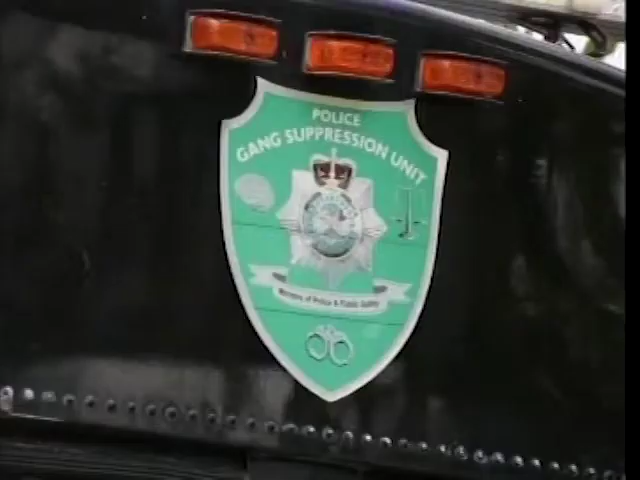 POLICE
GANG SUPPRESSION UNIT
Ministry of Police & Public Safety